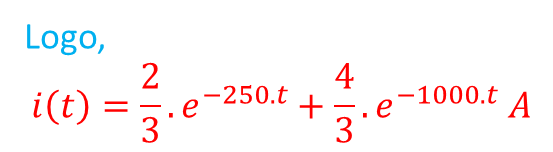 Logo,
i(t) = 2/3 . e^{-250.t} + 4/3 . e^{-1000.t} A